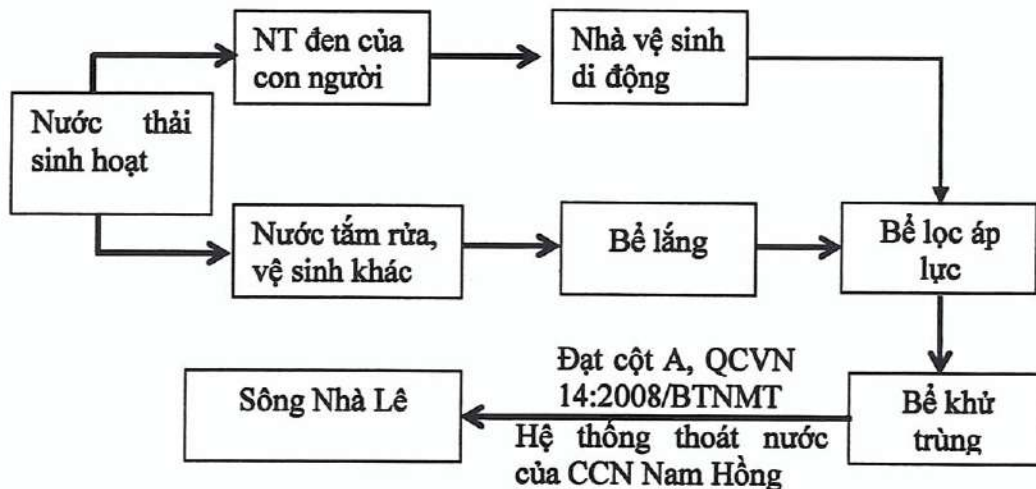 NT đen của
con người
Nhà vệ sinh
di động
Nước thải
sinh hoạt
Nước tắm rửa,
vệ sinh khác
Bể lắng
Bể lọc áp
lực
Đạt cột A, QCVN
14:2008/BTNMT
Sông Nhà Lê
Hệ thống thoát nước
của CCN Nam Hồng
Bể khử
trùng